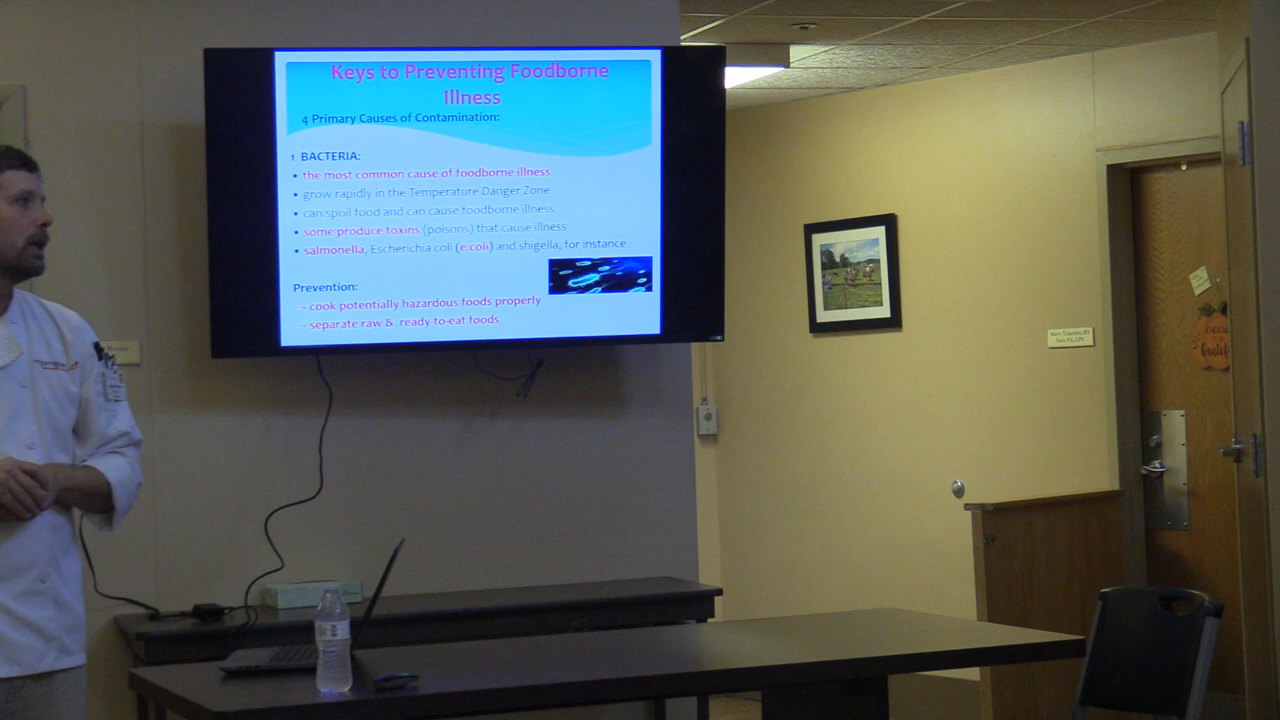 Keys to Preventing Foodborne
Illness
4 Primary Causes of Contamination:
1 BACTERIA:
• the most common cause of foodborne illness
• grow rapidly in the Temperature Danger Zone
• can spoil food and can cause foodborne illness
• some produce toxins (poisons) that cause illness
• salmonella, Escherichia coli (e.coli) and shigella, for instance
Prevention:
→ cook potentially hazardous foods properly
→ separate raw & ready-to-eat foods